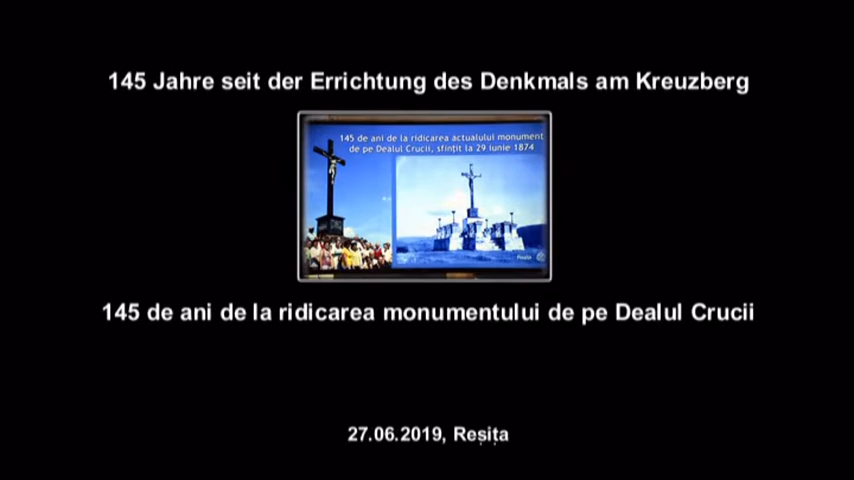 145 Jahre seit der Errichtung des Denkmals am Kreuzberg
145 de ani de la ridicarea actualului monument
de pe Dealul Crucii, sfințit la 29 iunie 1874
145 de ani de la ridicarea monumentului de pe Dealul Crucii
27.06.2019, Reșița